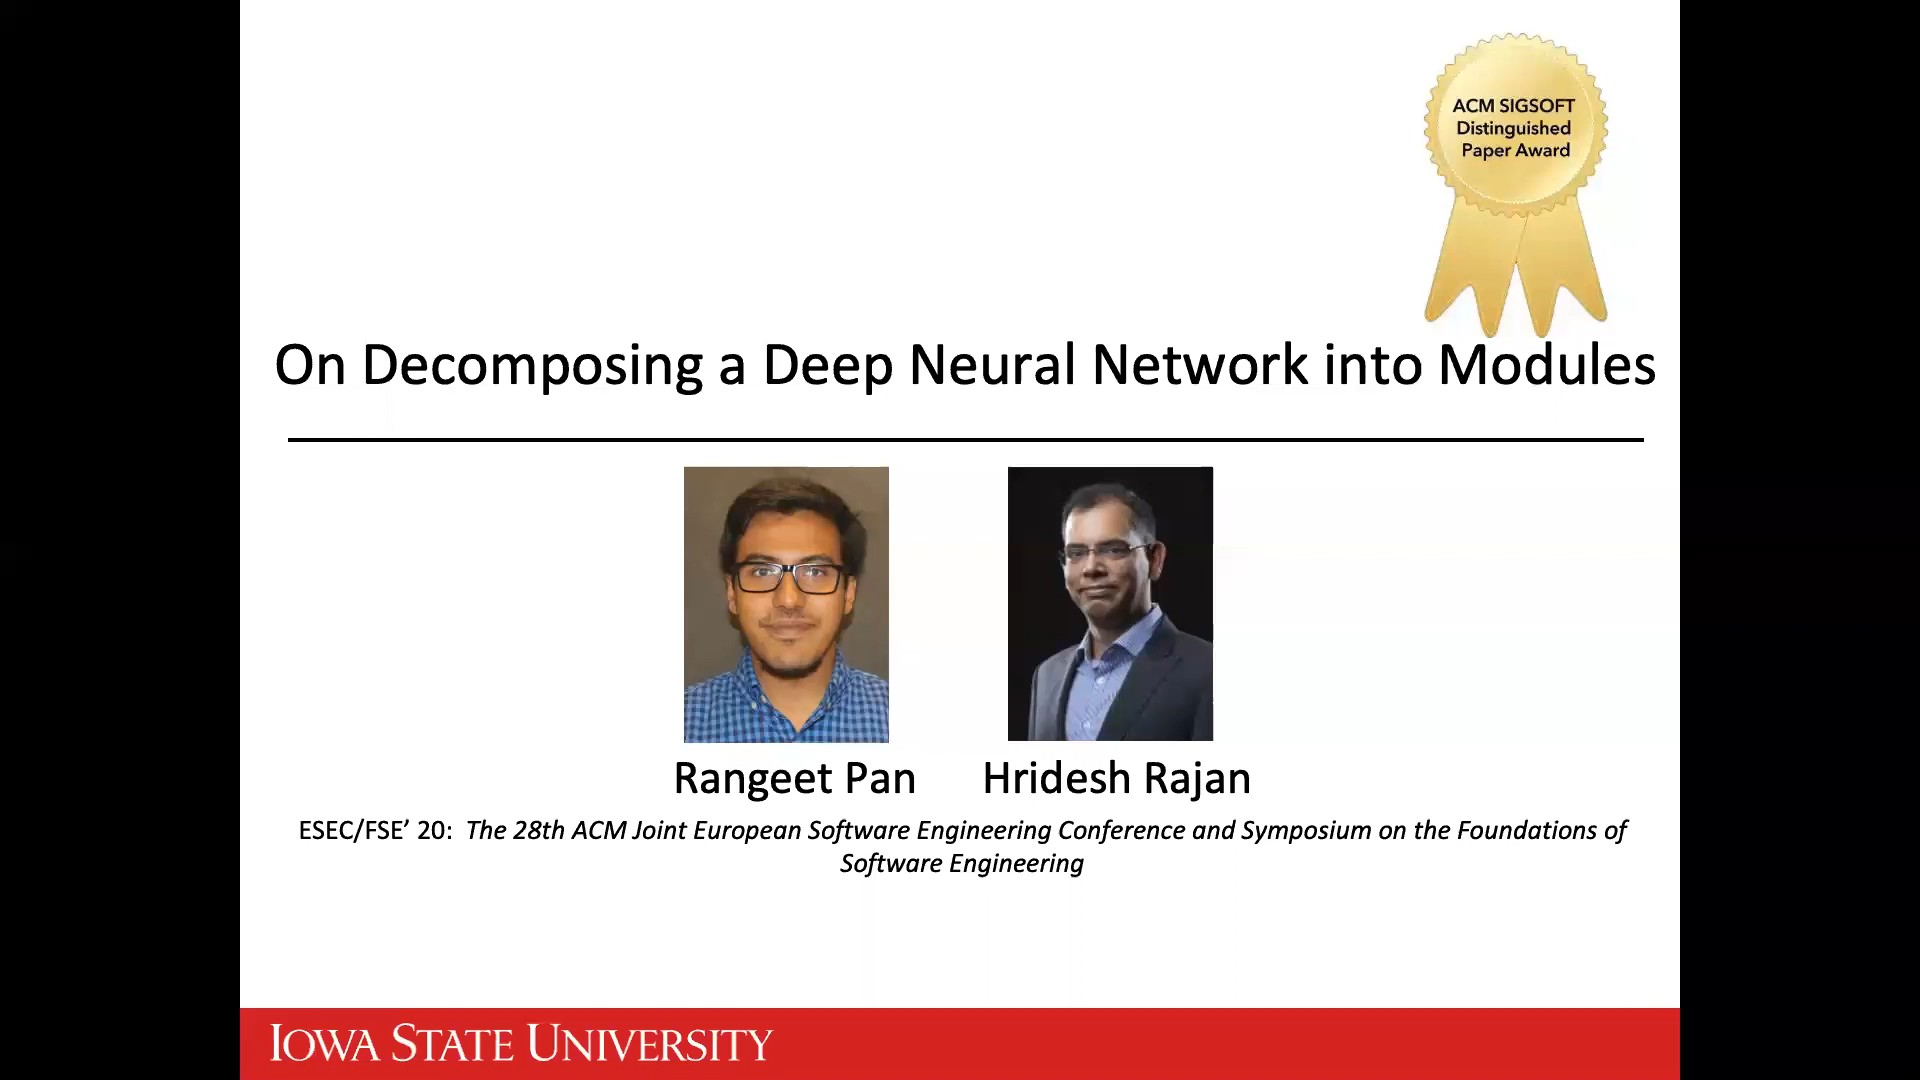 ACM SIGSOFT
Distinguished
Paper Award
On Decomposing a Deep Neural Network into Modules
Rangeet Pan
Hridesh Rajan
ESEC/FSE’ 20: The 28th ACM Joint European Software Engineering Conference and Symposium on the Foundations of
Software Engineering
IOWA STATE UNIVERSITY